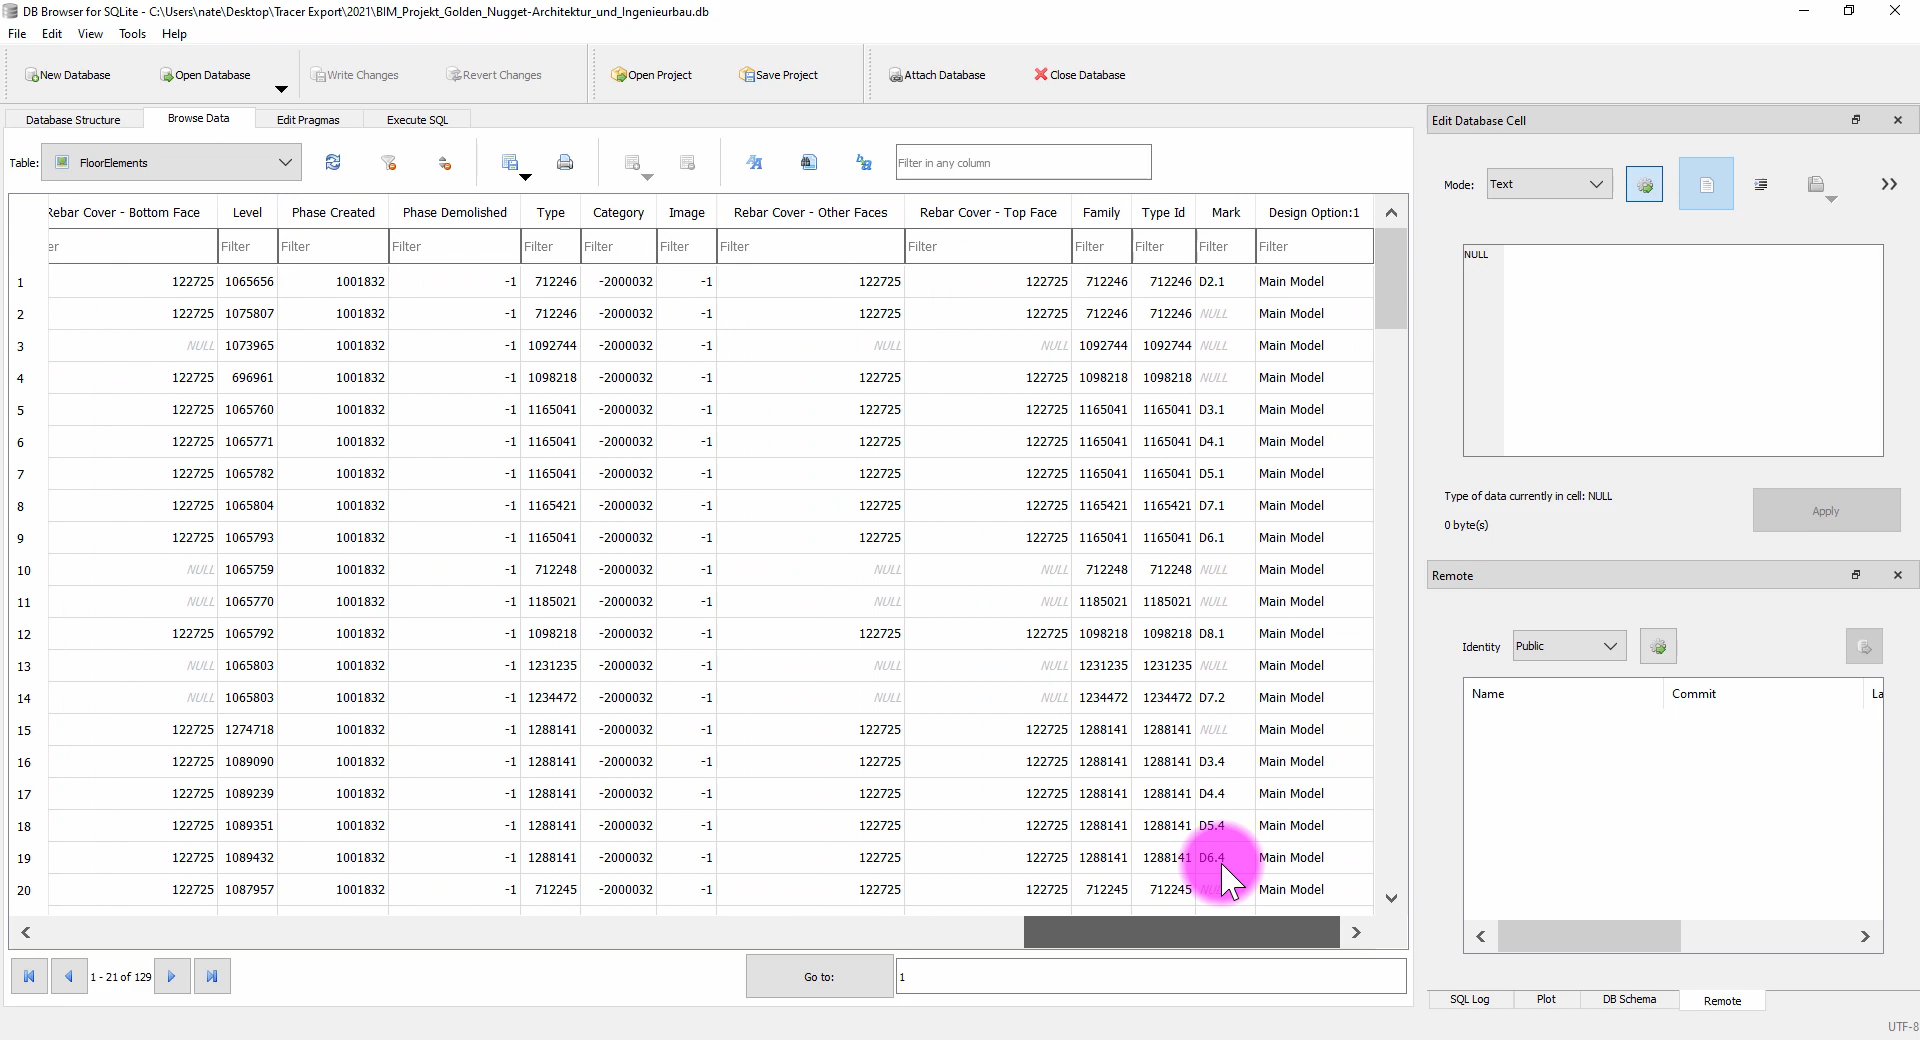 DB Browser for SQLite - C:\Users\nate\Desktop\Tracer Export\2021\BIM_Projekt_Golden_Nugget-Architektur_und_Ingenieurbau.db
File Edit View Tools Help
New Database Open Database Write Changes Revert Changes Open Project Save Project Attach Database Close Database
Database Structure Browse Data Edit Pragmas Execute SQL
Table: FloorElements Filter in any column
Rebar Cover - Bottom Face Level Phase Created Phase Demolished Type Category Image Rebar Cover - Other Faces Rebar Cover - Top Face Family Type Id Mark Design Option:1
er Filter Filter Filter Filter Filter Filter Filter Filter Filter Filter Filter Filter
1 122725 1065656 1001832 -1 712246 -2000032 -1 122725 122725 712246 712246 D2.1 Main Model
2 122725 1075807 1001832 -1 712246 -2000032 -1 122725 122725 712246 712246 NULL Main Model
3 NULL 1073965 1001832 -1 1092744 -2000032 -1 NULL NULL 1092744 1092744 NULL Main Model
4 122725 696961 1001832 -1 1098218 -2000032 -1 122725 122725 1098218 1098218 NULL Main Model
5 122725 1065760 1001832 -1 1165041 -2000032 -1 122725 122725 1165041 1165041 D3.1 Main Model
6 122725 1065771 1001832 -1 1165041 -2000032 -1 122725 122725 1165041 1165041 D4.1 Main Model
7 122725 1065782 1001832 -1 1165041 -2000032 -1 122725 122725 1165041 1165041 D5.1 Main Model
8 122725 1065804 1001832 -1 1165421 -2000032 -1 122725 122725 1165421 1165421 D7.1 Main Model
9 122725 1065793 1001832 -1 1165041 -2000032 -1 122725 122725 1165041 1165041 D6.1 Main Model
10 NULL 1065759 1001832 -1 712248 -2000032 -1 NULL NULL 712248 712248 NULL Main Model
11 NULL 1065770 1001832 -1 1185021 -2000032 -1 NULL NULL 1185021 1185021 NULL Main Model
12 122725 1065792 1001832 -1 1098218 -2000032 -1 122725 122725 1098218 1098218 D8.1 Main Model
13 NULL 1065803 1001832 -1 1231235 -2000032 -1 NULL NULL 1231235 1231235 NULL Main Model
14 NULL 1065803 1001832 -1 1234472 -2000032 -1 NULL NULL 1234472 1234472 D7.2 Main Model
15 122725 1274718 1001832 -1 1288141 -2000032 -1 122725 122725 1288141 1288141 NULL Main Model
16 122725 1089090 1001832 -1 1288141 -2000032 -1 122725 122725 1288141 1288141 D3.4 Main Model
17 122725 1089239 1001832 -1 1288141 -2000032 -1 122725 122725 1288141 1288141 D4.4 Main Model
18 122725 1089351 1001832 -1 1288141 -2000032 -1 122725 122725 1288141 1288141 D5.4 Main Model
19 122725 1089432 1001832 -1 1288141 -2000032 -1 122725 122725 1288141 1288141 D6.4 Main Model
20 122725 1087957 1001832 -1 712245 -2000032 -1 122725 122725 712245 712245 Main Model
1 - 21 of 129 Go to: 1
Edit Database Cell
Mode: Text
NULL
Type of data currently in cell: NULL
0 byte(s)
Apply
Remote
Identity Public
Name Commit La
SQL Log Plot DB Schema Remote
UTF-8